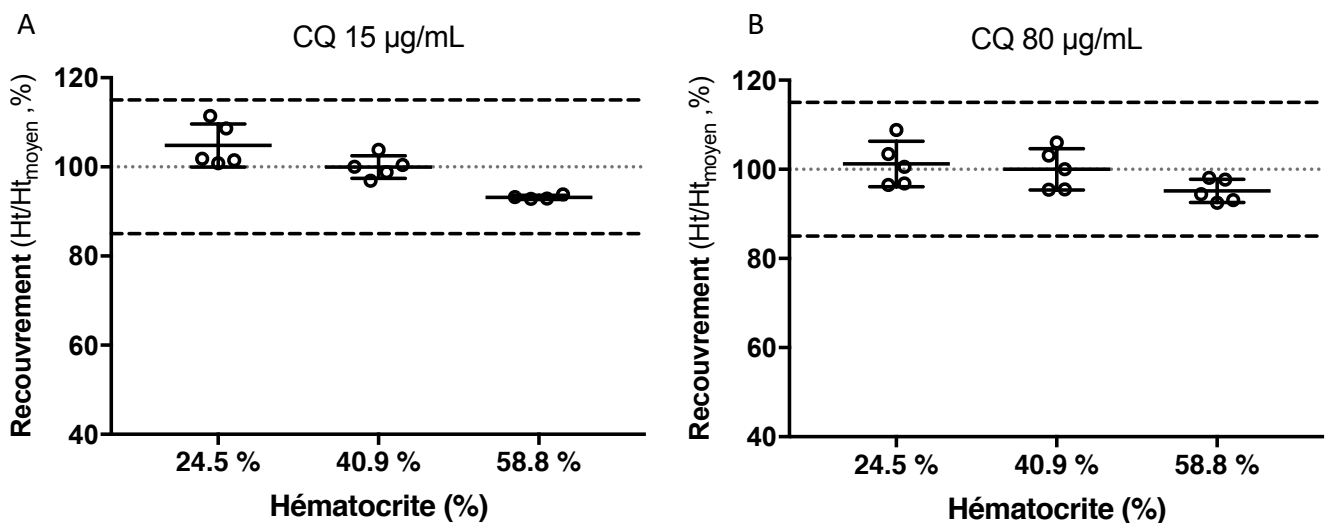 A
CQ 15 µg/mL
Recouvrement (Ht/Htmoyen , %)
120
100
80
60
40
24.5 %
40.9 %
58.8 %
Hématocrite (%)
B
CQ 80 µg/mL
Recouvrement (Ht/Htmoyen, %)
120
100
80
60
40
24.5 %
40.9 %
58.8 %
Hématocrite (%)